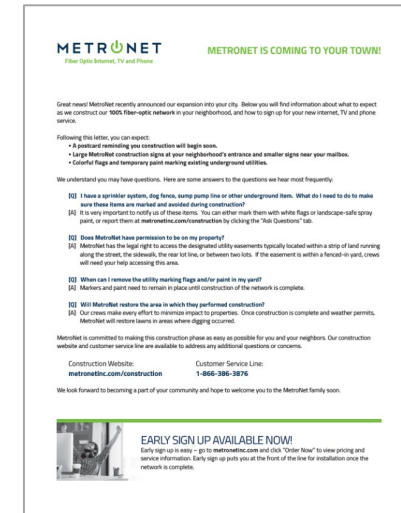 METRONET
Fiber Optic Internet, TV and Phone
METRONET IS COMING TO YOUR TOWN!
Great news! MetroNet recently announced our expansion into your city. Below you will find information about what to expect
as we construct our 100% fiber-optic network in your neighborhood, and how to sign up for your new internet, TV and phone
service.
Following this letter, you can expect:
• A postcard reminding you construction will begin soon.
• Large MetroNet construction signs at your neighborhood's entrance and smaller signs near your mailbox.
• Colorful flags and temporary paint marking existing underground utilities.
We understand you may have questions. Here are some answers to the questions we hear most frequently:
[Q] I have a sprinkler system, dog fence, sump pump line or other underground item. What do I need to do to make
sure these items are marked and avoided during construction?
[A] It is very important to notify us of these items. You can either mark them with white flags or landscape-safe spray
paint, or report them at metronetinc.com/construction by clicking the "Ask Questions" tab.
[Q] Does MetroNet have permission to be on my property?
[A] MetroNet has the legal right to access the designated utility easements typically located within a strip of land running
along the street, the sidewalk, the rear lot line, or between two lots. If the easement is within a fenced-in yard, crews
will need your help accessing this area.
[Q] When can I remove the utility marking flags and/or paint in my yard?
[A] Markers and paint need to remain in place until construction of the network is complete.
[Q] Will MetroNet restore the area in which they performed construction?
[A] Our crews make every effort to minimize impact to properties. Once construction is complete and weather permits,
MetroNet will restore lawns in areas where digging occurred.
MetroNet is committed to making this construction phase as easy as possible for you and your neighbors. Our construction
website and customer service line are available to address any additional questions or concerns.
Construction Website: Customer Service Line:
metronetinc.com/construction 1-866-386-3876
We look forward to becoming a part of your community and hope to welcome you to the MetroNet family soon.
EARLY SIGN UP AVAILABLE NOW!
Early sign up is easy – go to metronetinc.com and click "Order Now" to view pricing and
service information. Early sign up puts you at the front of the line for installation once the
network is complete.